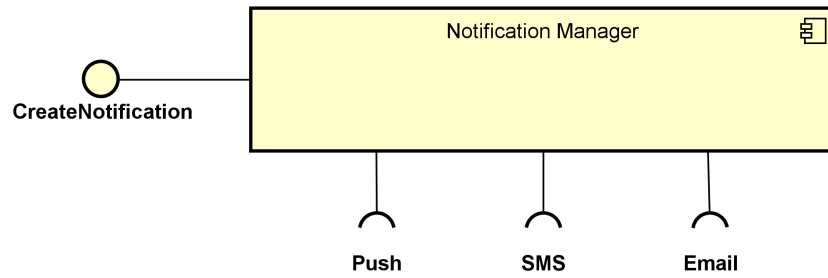 Notification Manager
CreateNotification
Push
SMS
Email